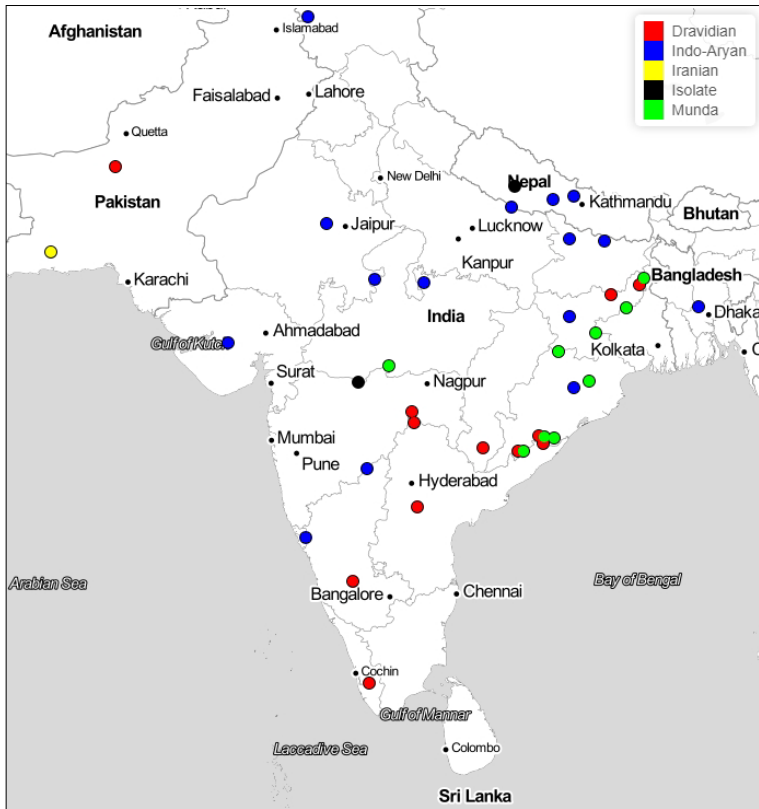 Afghanistan
Islamabad
Faisalabad
Lahore
Quetta
Pakistan
New Delhi
Nepal
Kathmandu
Bhutan
Jaipur
Lucknow
Kanpur
Karachi
Bangladesh
India
Dhaka
Ahmadabad
Gulf of Kutc
Kolkata
Surat
Nagpur
Mumbai
Pune
Hyderabad
Arabian Sea
Bay of Bengal
Bangalore
Chennai
Cochin
Gulf of Mannar
Laccadive Sea
Colombo
Sri Lanka
Dravidian
Indo-Aryan
Iranian
Isolate
Munda